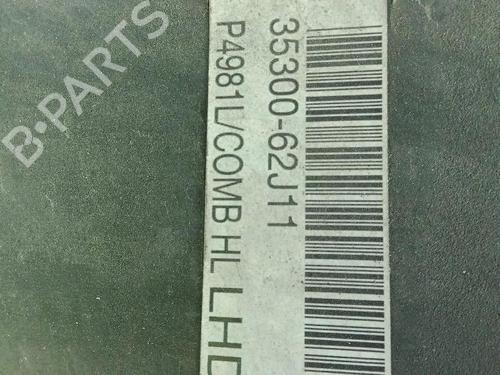 35300-62J11
P4981L/COMB HL LHD
B-PARTS